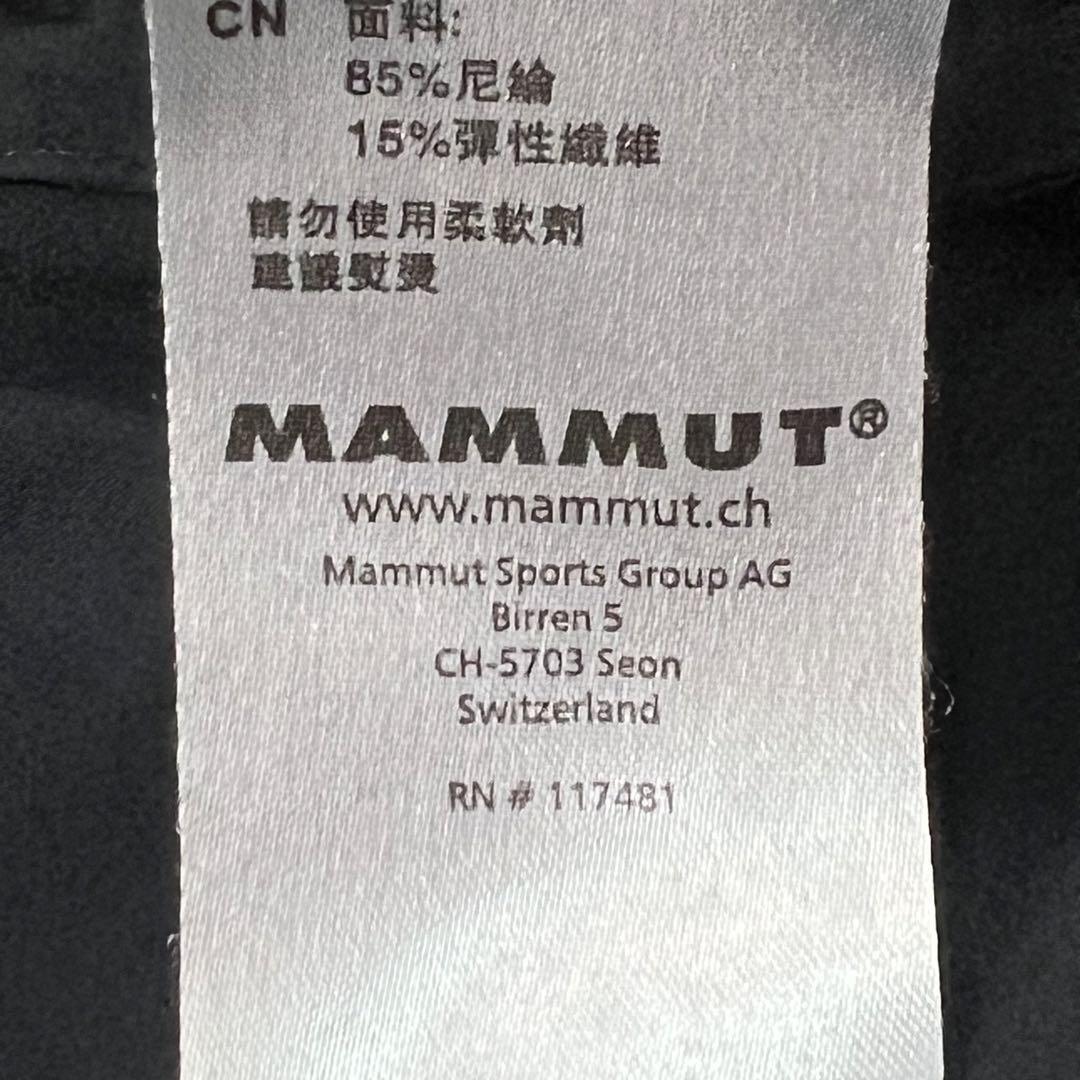 CN 面料:
85%尼綸
15%彈性纖維
請勿使用柔軟劑
建議熨燙
MAMMUT®
www.mammut.ch
Mammut Sports Group AG
Birren 5
CH-5703 Seon
Switzerland
RN # 117481